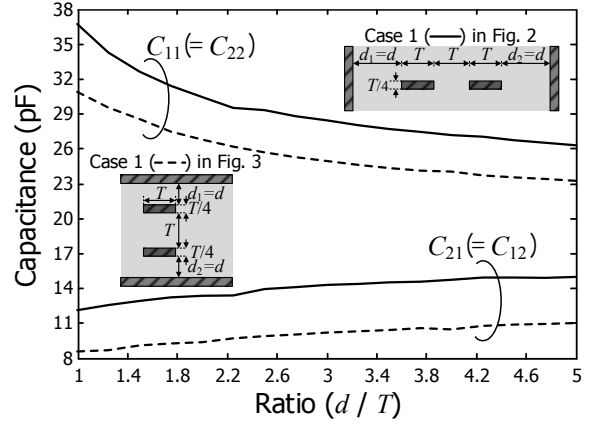 38
35
32
29
26
23
20
17
14
11
8
Capacitance (pF)
C11(= C22)
Case 1 (—) in Fig. 2
d1=d T T T d2=d
T/4
Case 1 (---) in Fig. 3
T d1=d
T/4
T
T/4
d2=d
C21(= C12)
1 1.4 1.8 2.2 2.6 3 3.4 3.8 4.2 4.6 5
Ratio (d / T)